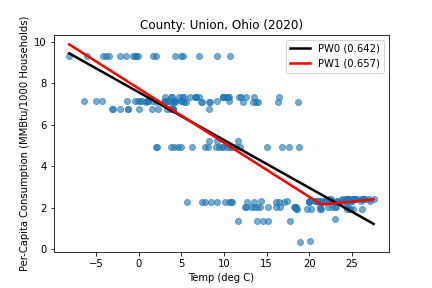 County: Union, Ohio (2020)
PW0 (0.642)
PW1 (0.657)
Per-Capita Consumption (MMBtu/1000 Households)
10
8
6
4
2
0
−5 0 5 10 15 20 25
Temp (deg C)